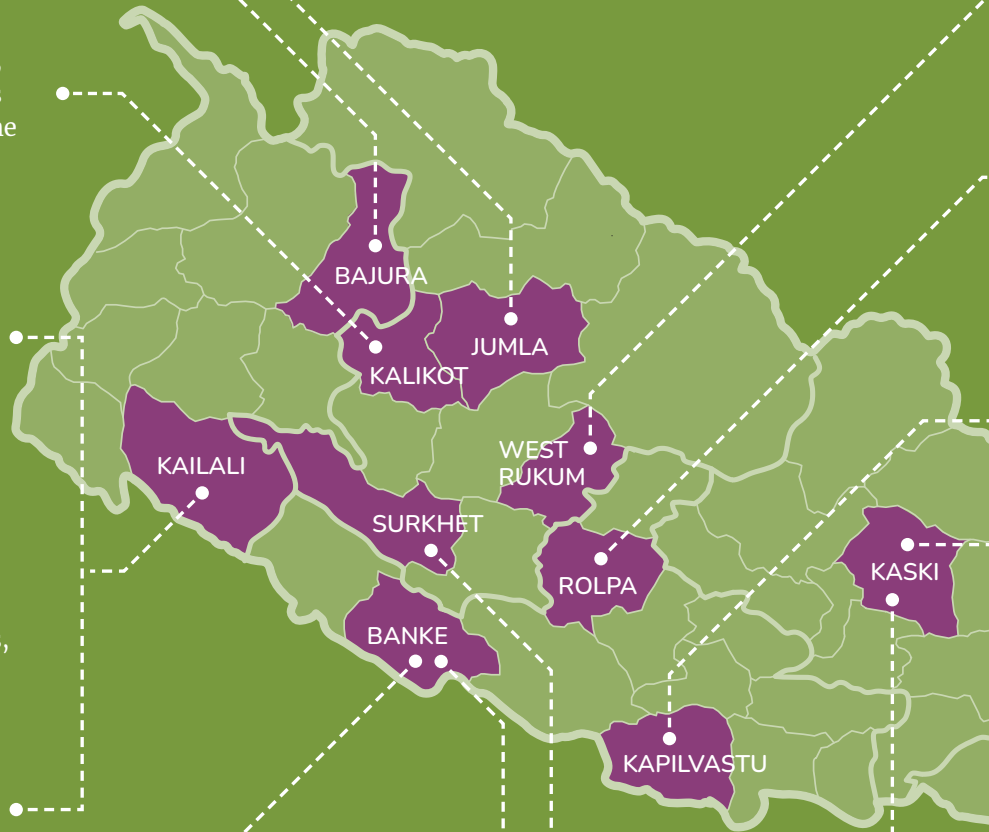 BAJURA
JUMLA
KALIKOT
WEST
RUKUM
KAILALI
SURKHET
KASKI
ROLPA
BANKE
KAPILVASTU